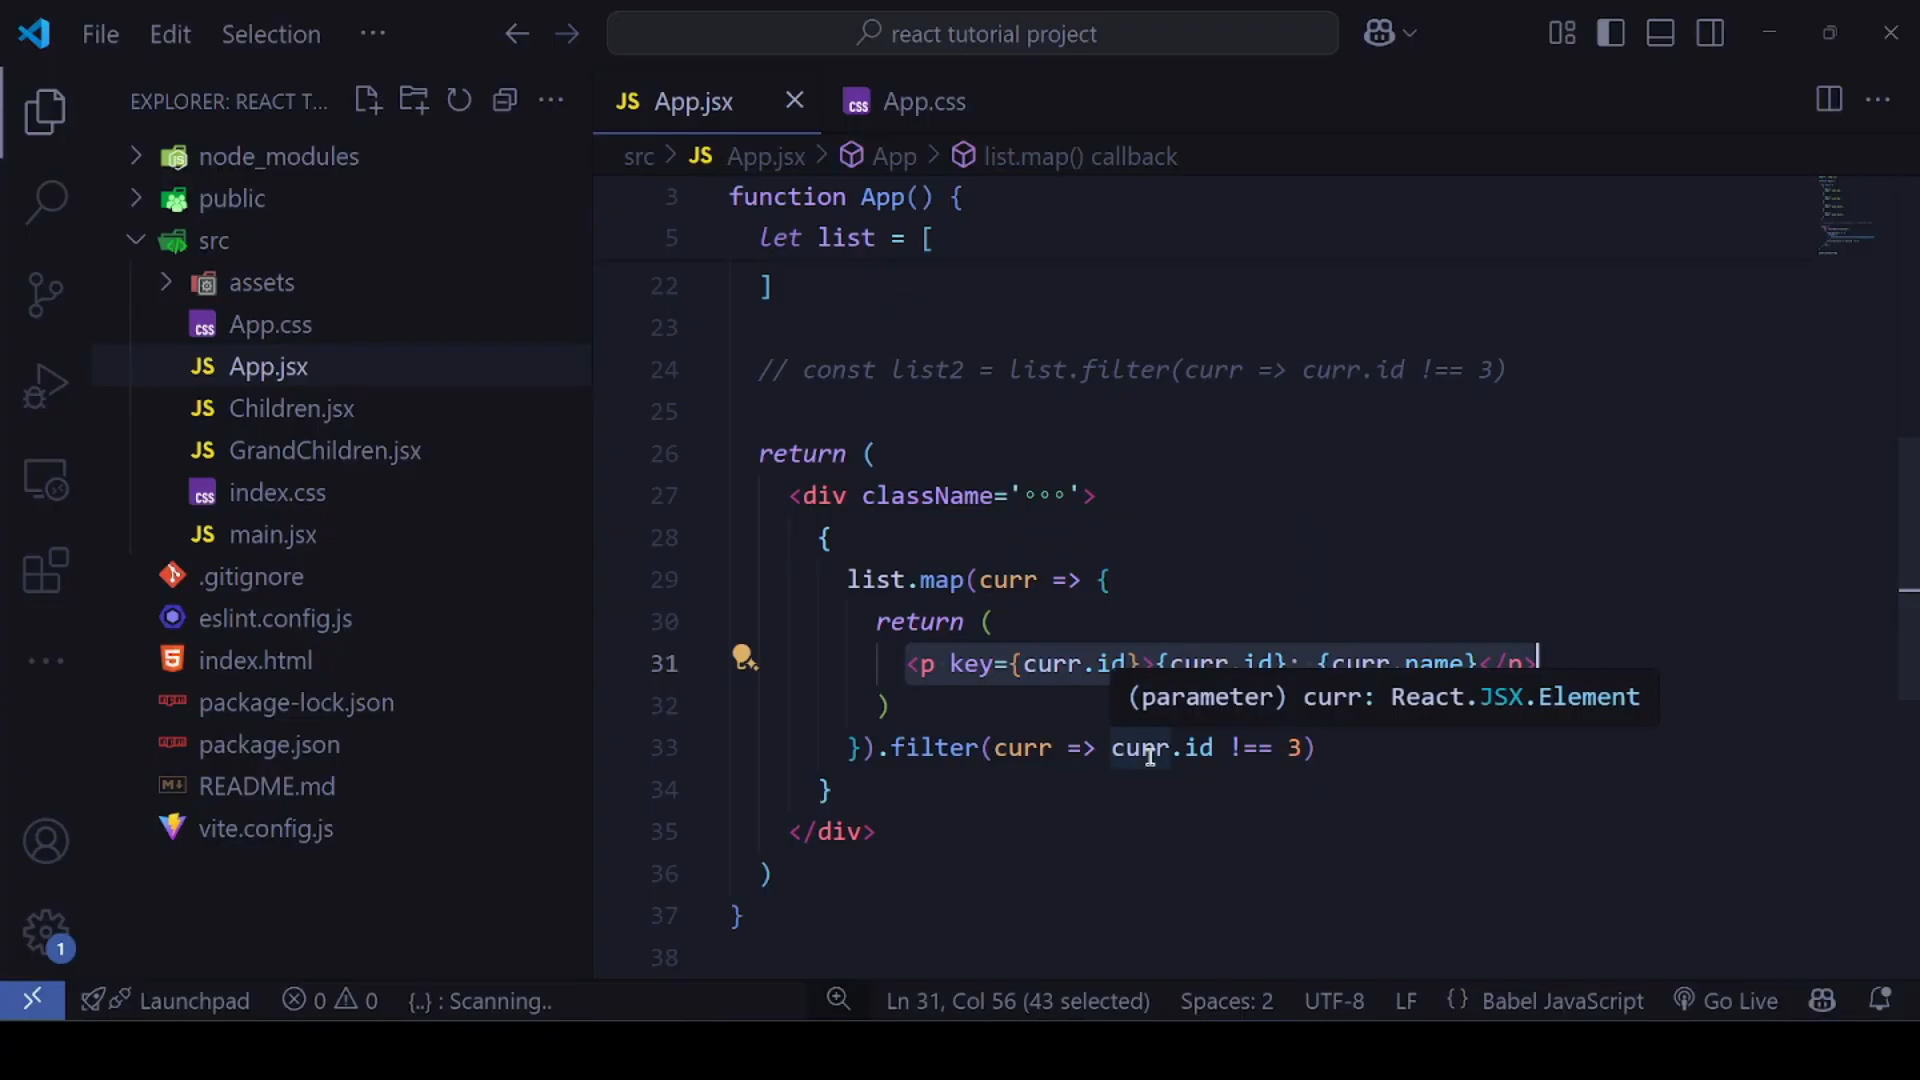 File Edit Selection ···
react tutorial project
EXPLORER: REACT T...
node_modules
public
src
assets
App.css
App.jsx
Children.jsx
GrandChildren.jsx
index.css
main.jsx
.gitignore
eslint.config.js
index.html
package-lock.json
package.json
README.md
vite.config.js
1
JS App.jsx
css App.css
src > JS App.jsx > App > list.map() callback
3 function App() {
5 let list = [
22 ]
23
24 // const list2 = list.filter(curr => curr.id !== 3)
25
26 return (
27 <div className='∘∘∘'>
28 {
29 list.map(curr => {
30 return (
31 <p key={curr.id}>{curr.id}: {curr.name}</p>
(parameter) curr: React.JSX.Element
32 )
33 }).filter(curr => curr.id !== 3)
34 }
35 </div>
36 )
37 }
38
Launchpad 0 0 {..} : Scanning.. Ln 31, Col 56 (43 selected) Spaces: 2 UTF-8 LF {} Babel JavaScript Go Live